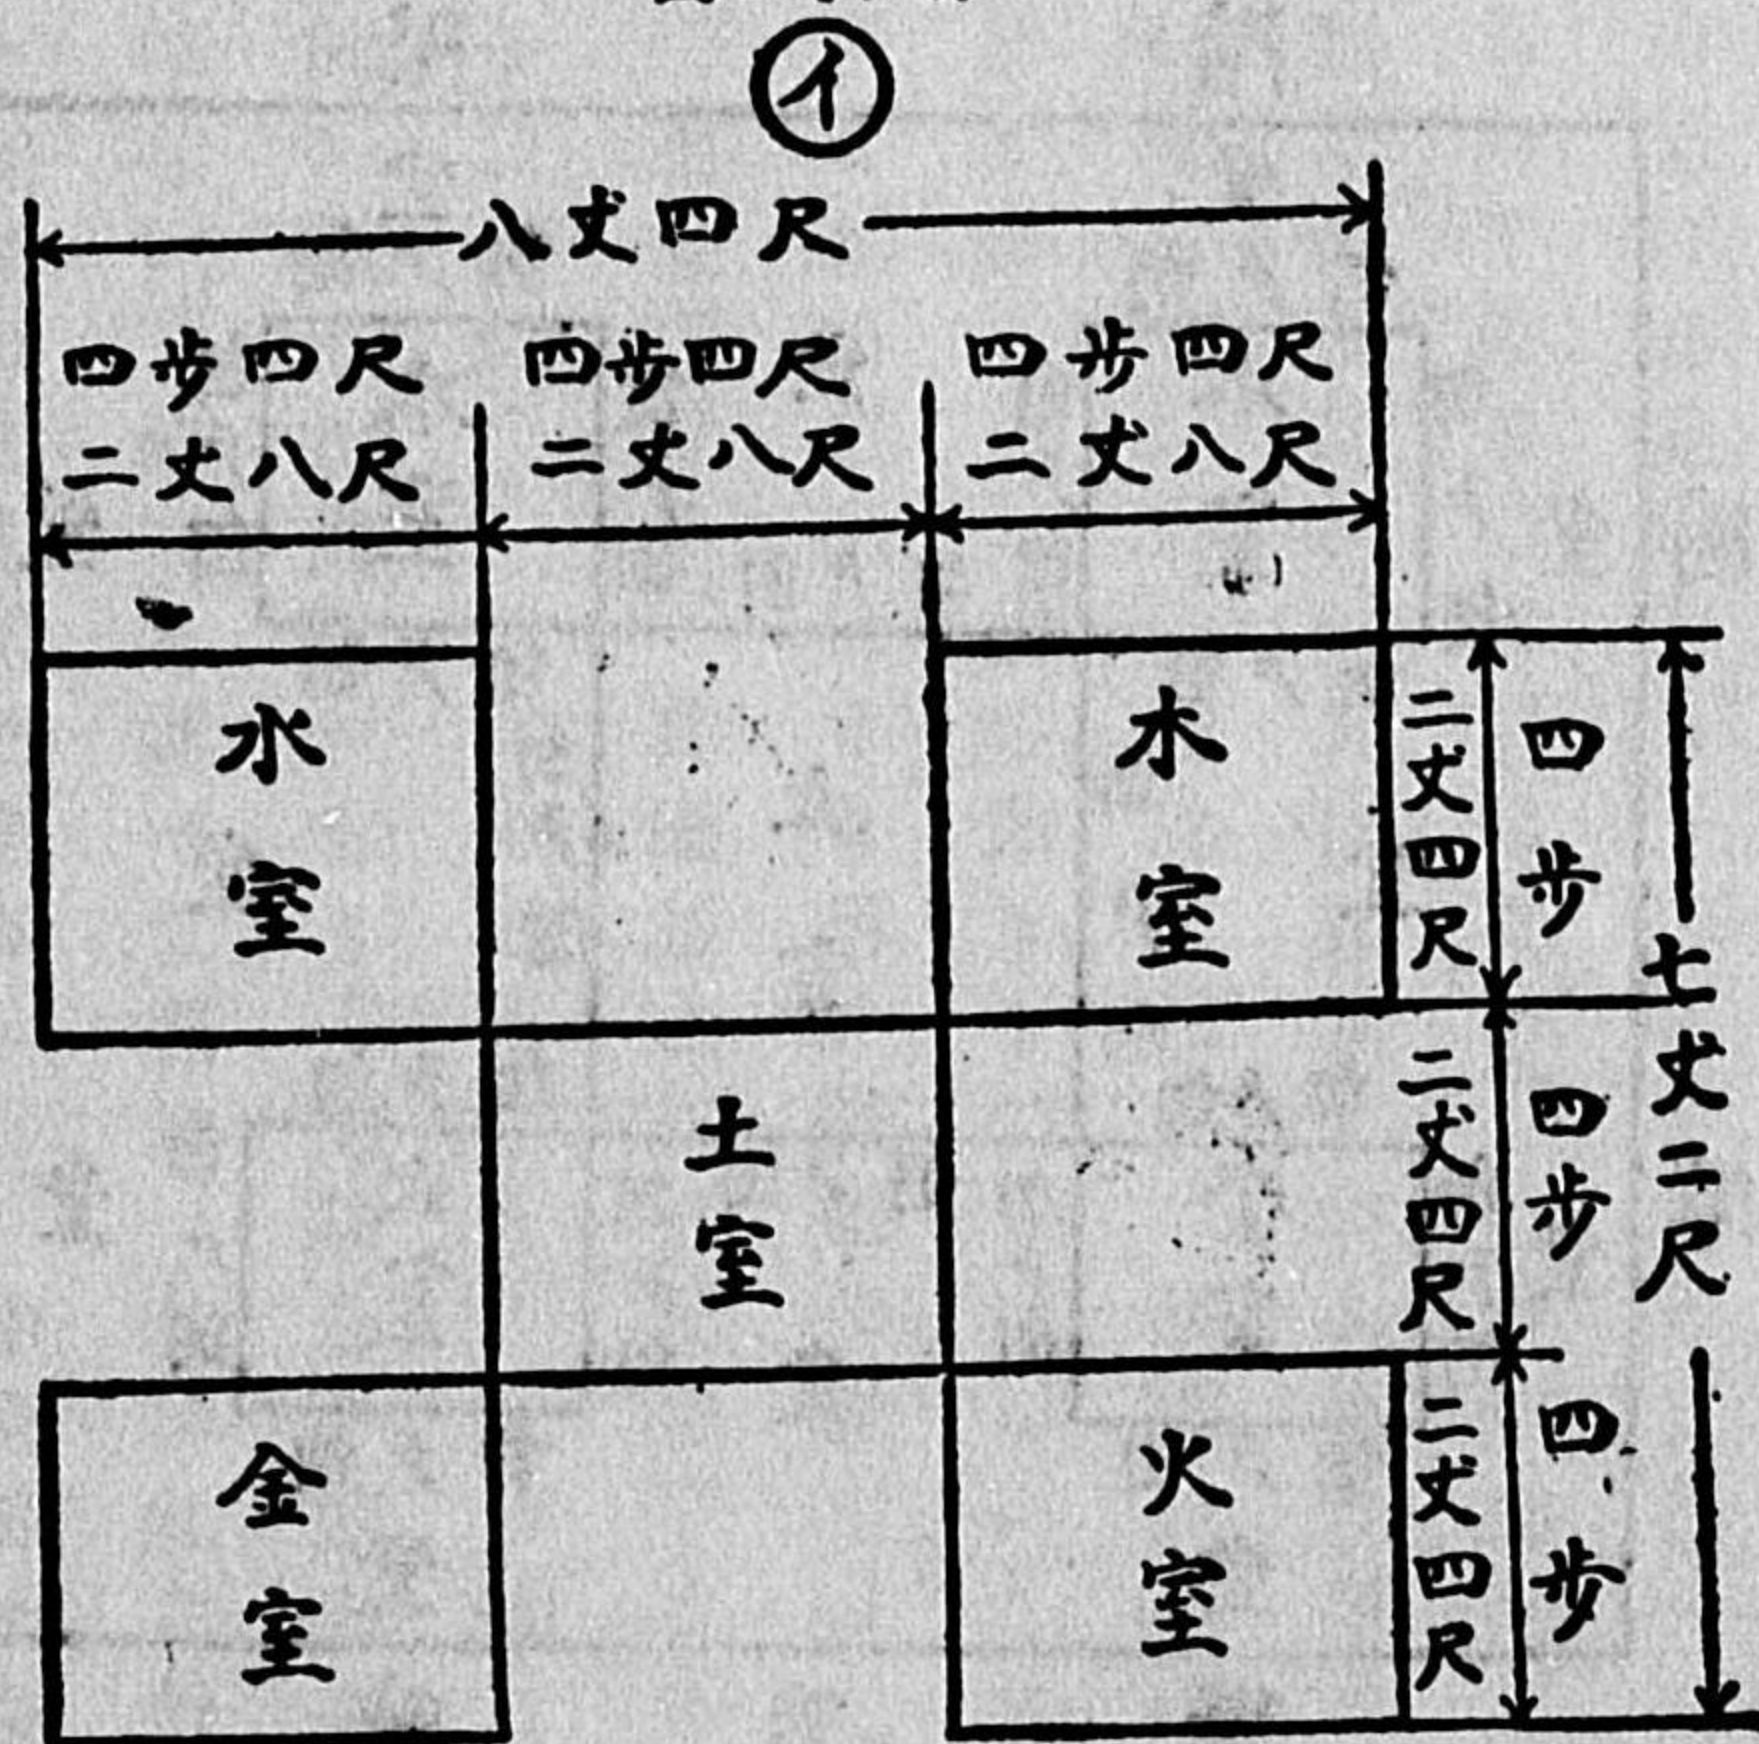 イ
八丈四尺
四步四尺 四步四尺 四步四尺
二丈八尺 二丈八尺 二丈八尺
水室
木室
二丈四尺
四步
七丈二尺
土室
二丈四尺
四步
金室
火室
二丈四尺
四步